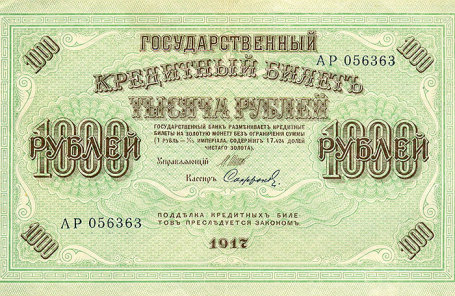 1000 1000
ГОСУДАРСТВЕННЫЙ
АР 056363
КРЕДИТНЫЙ БИЛЕТЪ
ТЫСЯЧА РУБЛЕЙ
ГОСУДАРСТВЕННЫЙ БАНКЪ РАЗМѢНИВАЕТЪ КРЕДИТНЫЕ
БИЛЕТЫ НА ЗОЛОТУЮ МОНЕТУ БЕЗЪ ОГРАНИЧЕНІЯ СУММЫ
(1 РУБЛЬ = 1/15 ИМПЕРІАЛА, СОДЕРЖИТЪ 17,424 ДОЛЕЙ
ЧИСТАГО ЗОЛОТА).
1000 РУБЛЕЙ
1000 РУБЛЕЙ
Управляющій
Кассиръ
АР 056363
ПОДДѢЛКА КРЕДИТНЫХЪ БИЛЕ-
ТОВЪ ПРЕСЛѢДУЕТСЯ ЗАКОНОМЪ.
1917
1000 1000